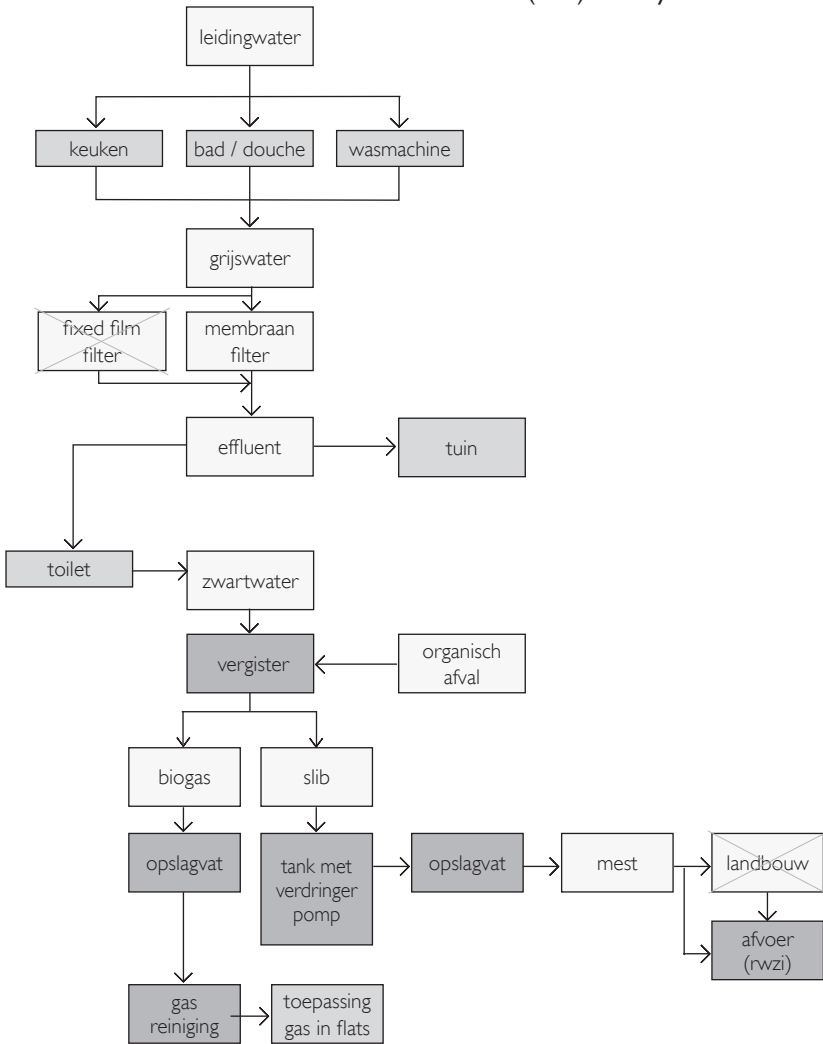 leidingwater
keuken
bad / douche
wasmachine
grijswater
fixed film
filter
membraan
filter
effluent
tuin
toilet
zwartwater
vergister
organisch
afval
biogas
slib
opslagvat
tank met
verdringer
pomp
opslagvat
mest
landbouw
afvoer
(rwzi)
gas
reiniging
toepassing
gas in flats